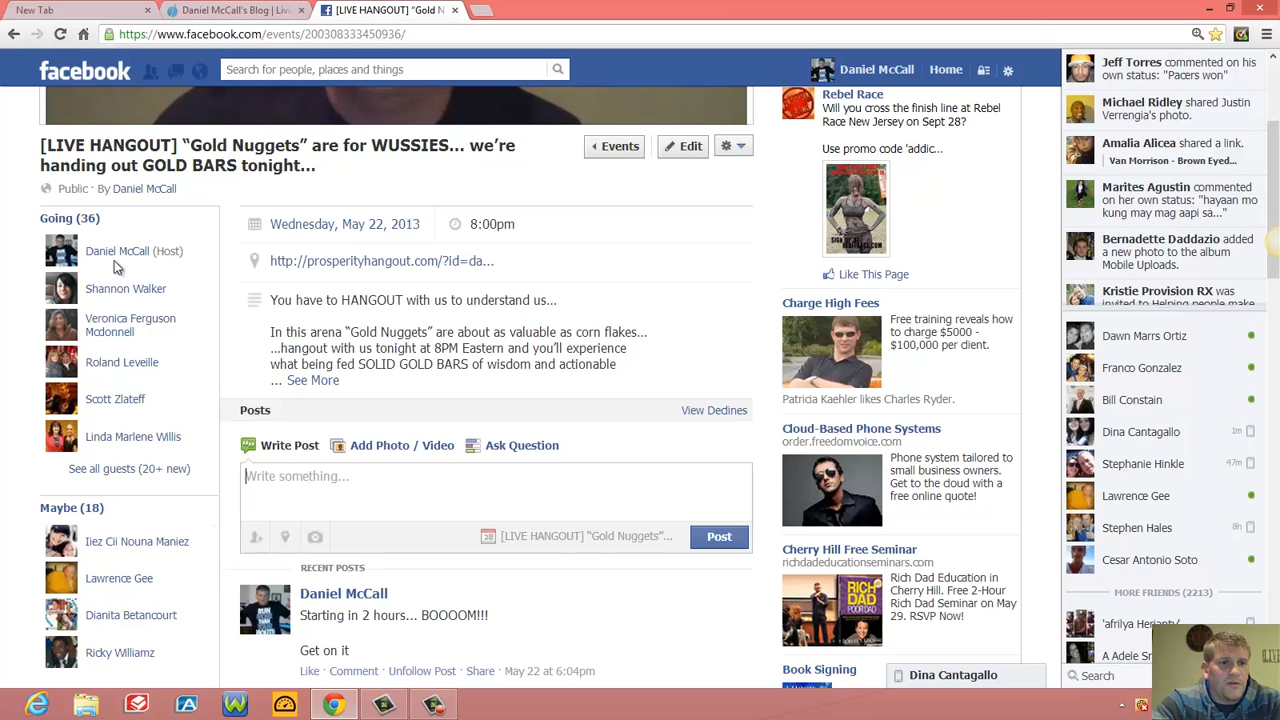 New Tab
Daniel McCall's Blog | Livin
[LIVE HANGOUT] "Gold N
https://www.facebook.com/events/200308333450936/
facebook
Search for people, places and things
Daniel McCall
Home
[LIVE HANGOUT] “Gold Nuggets” are for WUSSIES... we’re
handing out GOLD BARS tonight...
Public · By Daniel McCall
Events
Edit
Going (36)
Daniel McCall (Host)
Shannon Walker
Veronica Ferguson
Mcdonnell
Roland Leveille
Scott Zlateff
Linda Marlene Willis
See all guests (20+ new)
Maybe (18)
Iiez Cii Nouna Maniez
Lawrence Gee
Dianita Betancourt
Ricky Williamz
Wednesday, May 22, 2013
8:00pm
http://prosperityhangout.com/?id=da...
You have to HANGOUT with us to understand us...
In this arena “Gold Nuggets” are about as valuable as corn flakes...
...hangout with us tonight at 8PM Eastern and you’ll experience
what being fed SOLID GOLD BARS of wisdom and actionable
... See More
Posts
View Declines
Write Post
Add Photo / Video
Ask Question
Write something...
[LIVE HANGOUT] “Gold Nuggets”...
Post
RECENT POSTS
Daniel McCall
Starting in 2 hours... BOOOOM!!!
Get on it
Like · Comment · Unfollow Post · Share · May 22 at 6:04pm
Rebel Race
Will you cross the finish line at Rebel
Race New Jersey on Sept 28?
Use promo code 'addic...
Like This Page
Charge High Fees
Free training reveals how
to charge $5000 -
$100,000 per client.
Patricia Kaehler likes Charles Ryder.
Cloud-Based Phone Systems
order.freedomvoice.com
Phone system tailored to
small business owners.
Get to the cloud with a
free online quote!
Cherry Hill Free Seminar
richdadeducationseminars.com
RICH
DAD
POOR DAD
Rich Dad Education in
Cherry Hill. Free 2-Hour
Rich Dad Seminar on May
29. RSVP Now!
Book Signing
Dina Cantagallo
Jeff Torres commented on his
own status: "Pacers won"
Michael Ridley shared Justin
Verrengia's photo.
Amalia Alicea shared a link.
Van Morrison - Brown Eyed...
Marites Agustin commented
on her own status: "hayaan mo
kung may mag aapi sa..."
Bernadette Daddazio added
a new photo to the album
Mobile Uploads.
Kristie Provision RX was
invited to Helping people make
Dawn Marrs Ortiz
Franco Gonzalez
Bill Constain
Dina Cantagallo
1m
Stephanie Hinkle
47m
Lawrence Gee
Stephen Hales
8h
Cesar Antonio Soto
MORE FRIENDS (2213)
'afrilya Herianty'
A Adele
Search